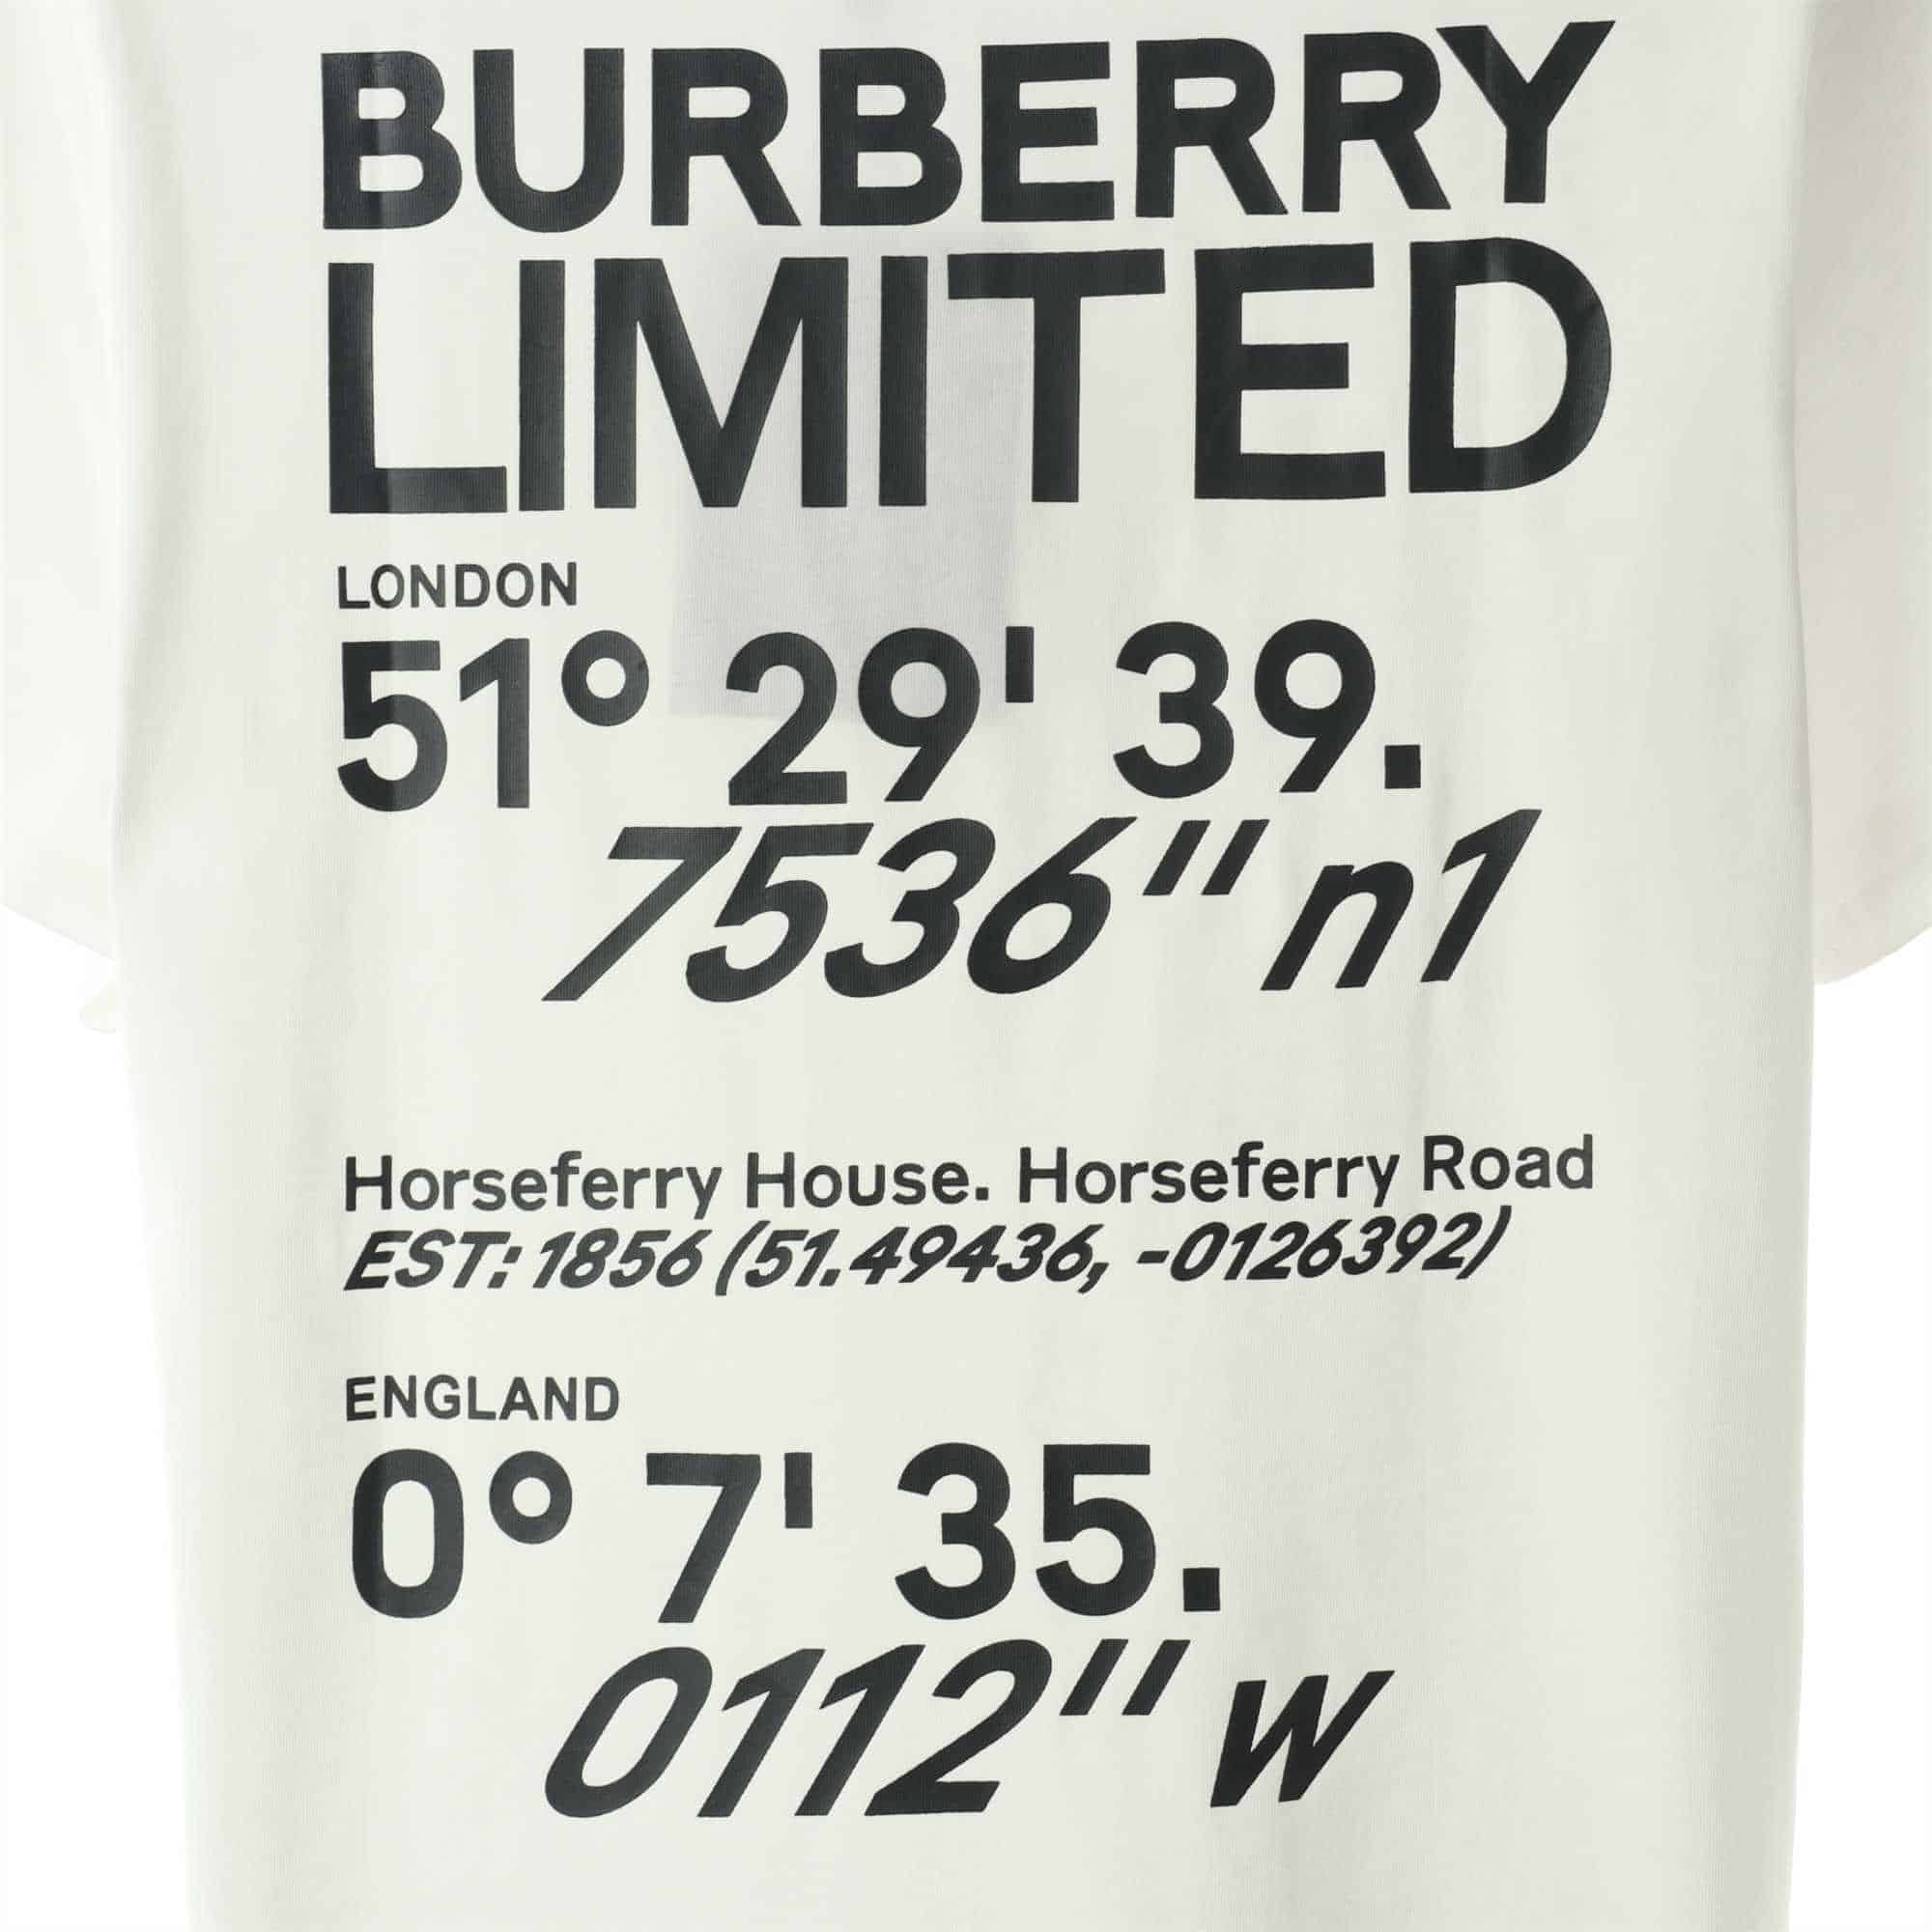 BURBERRY
LIMITED
LONDON
51° 29' 39.
7536" n1
Horseferry House. Horseferry Road
EST: 1856 (51.49436, -0126392)
ENGLAND
0° 7' 35.
0112" w